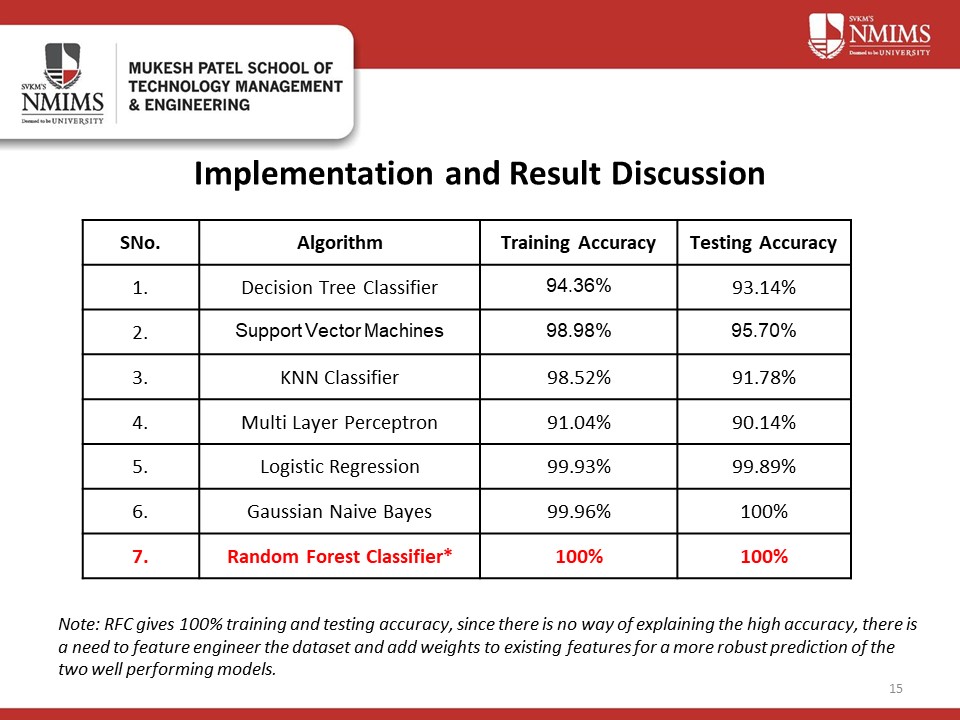 SVKM'S
NMIMS
Deemed to be UNIVERSITY
SVKM'S
NMIMS
Deemed to be UNIVERSITY
MUKESH PATEL SCHOOL OF
TECHNOLOGY MANAGEMENT
& ENGINEERING
Implementation and Result Discussion
SNo. Algorithm Training Accuracy Testing Accuracy
1. Decision Tree Classifier 94.36% 93.14%
2. Support Vector Machines 98.98% 95.70%
3. KNN Classifier 98.52% 91.78%
4. Multi Layer Perceptron 91.04% 90.14%
5. Logistic Regression 99.93% 99.89%
6. Gaussian Naive Bayes 99.96% 100%
7. Random Forest Classifier* 100% 100%
Note: RFC gives 100% training and testing accuracy, since there is no way of explaining the high accuracy, there is
a need to feature engineer the dataset and add weights to existing features for a more robust prediction of the
two well performing models.
15